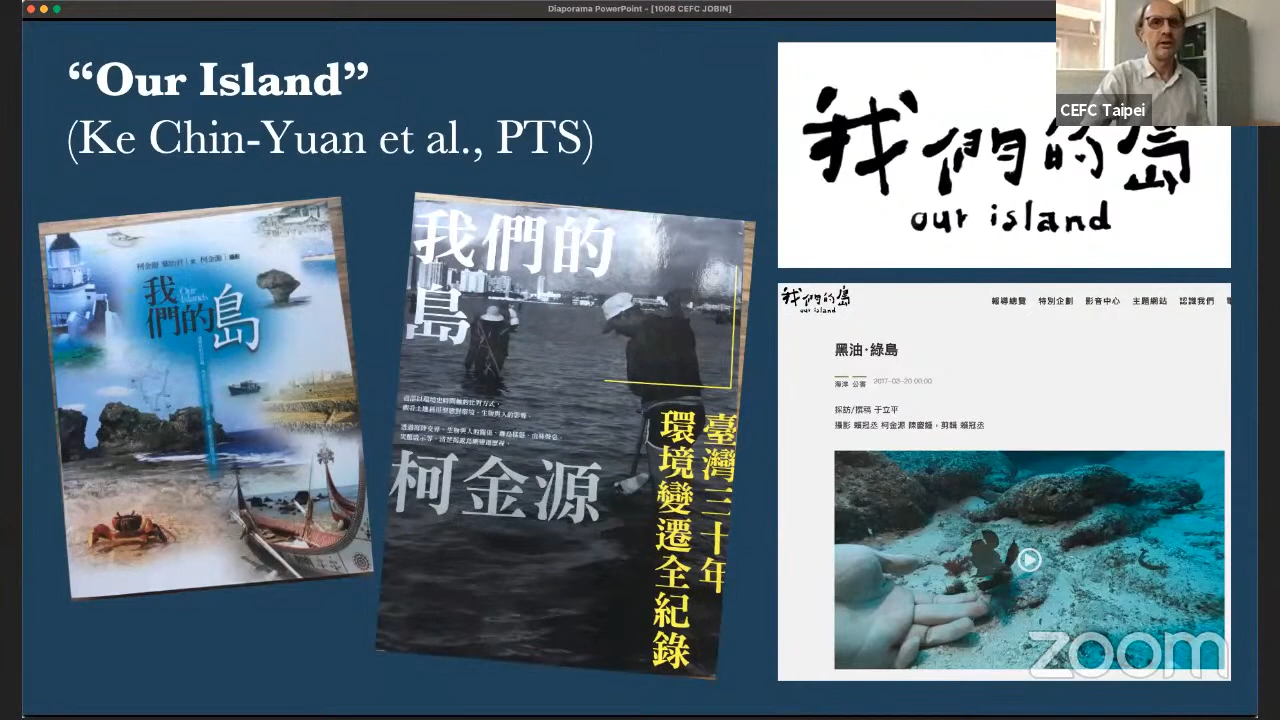 Diaporama PowerPoint - [1008 CEFC JOBIN]
“Our Island”
(Ke Chin-Yuan et al., PTS)
我們的島
Our Islands
我們的
島
柯金源
臺灣三十年
環境變遷全紀錄
我們的島
our island
CEFC Taipei
我們的島
our island
報導總覽 特別企劃 影音中心 主題網站 認識我們
黑油·綠島
海洋 公害 2017-02-20 00:00
採訪/撰稿 于立平
攝影 賴冠丞 柯金源 陳慶鍾，剪輯 賴冠丞
zoom